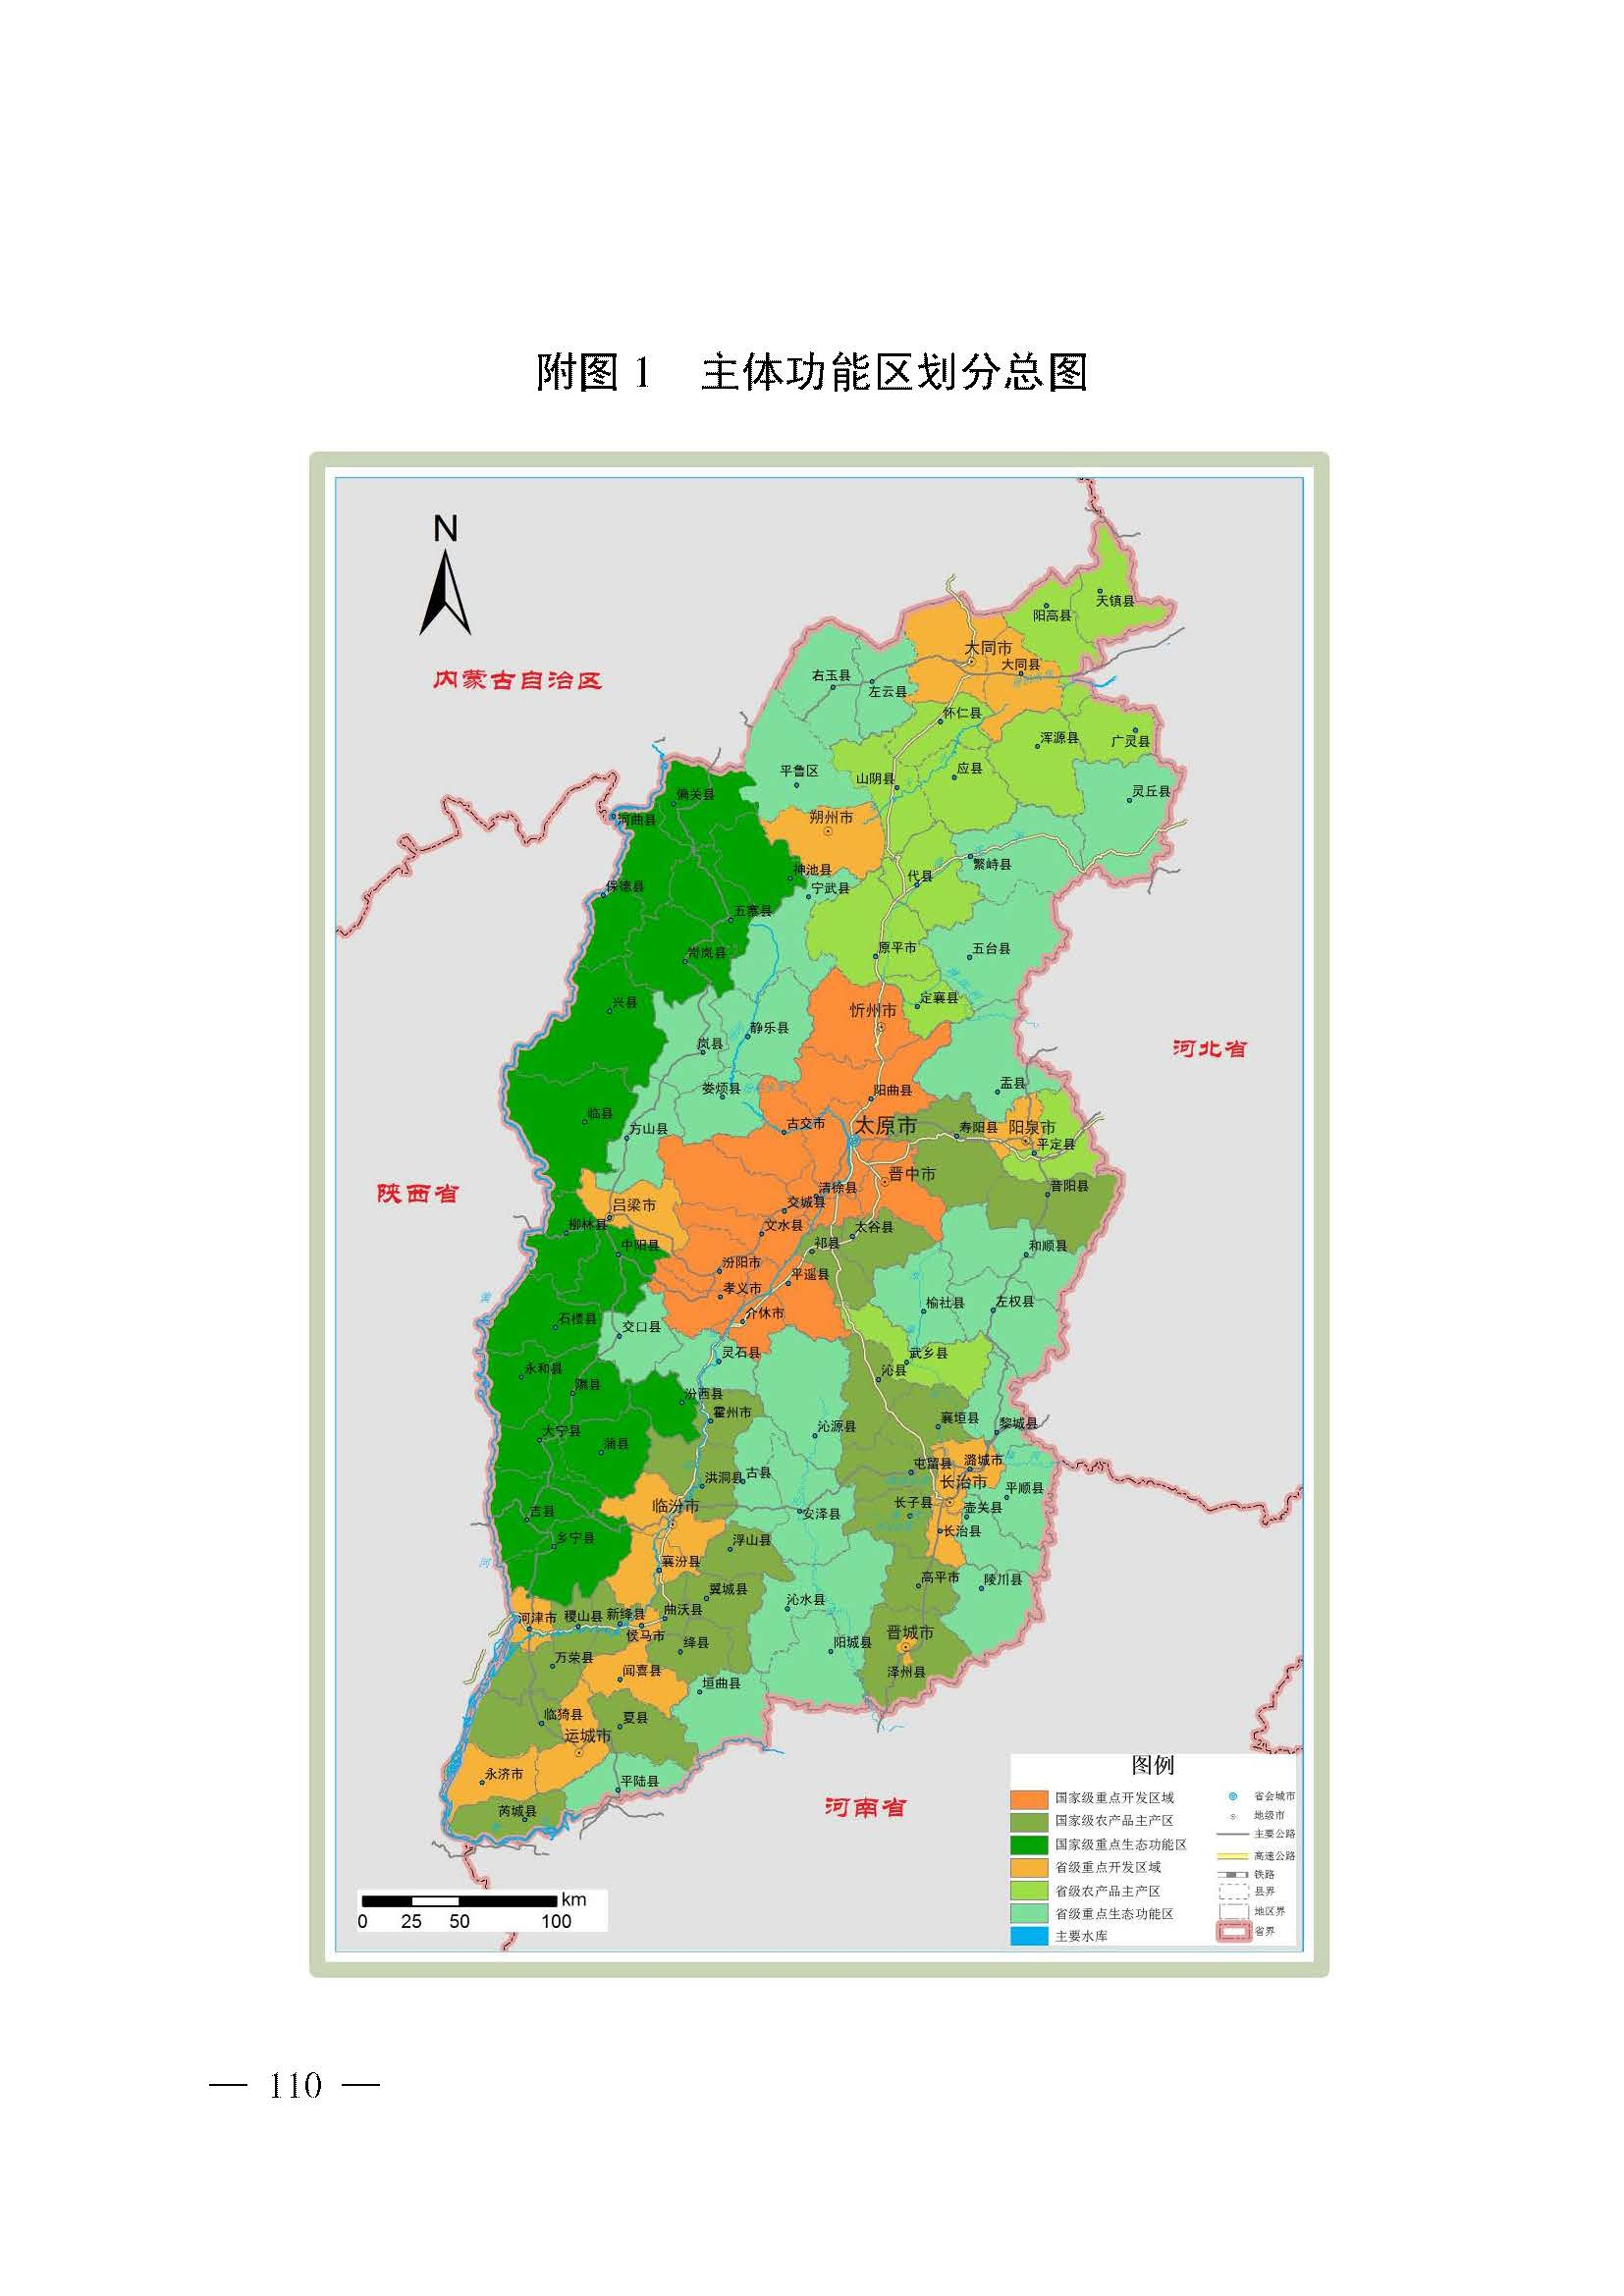 附图1 主体功能区划分总图
N
天镇县
阳高县
大同市
大同县
内蒙古自治区
右玉县
左云县
怀仁县
浑源县
广灵县
平鲁区
山阴县
应县
灵丘县
偏关县
河曲县
朔州市
神池县
繁峙县
代县
保德县
宁武县
五寨县
岢岚县
原平市
五台县
兴县
定襄县
忻州市
静乐县
岚县
河北省
娄烦县
阳曲县
盂县
临县
方山县
古交市
太原市
寿阳县
阳泉市
平定县
陕西省
晋中市
昔阳县
清徐县
吕梁市
交城县
柳林县
文水县
太谷县
中阳县
祁县
和顺县
汾阳市
平遥县
孝义市
黄
榆社县
左权县
石楼县
交口县
介休市
灵石县
武乡县
永和县
沁县
隰县
汾西县
霍州市
襄垣县
黎城县
大宁县
沁源县
蒲县
屯留县
潞城市
洪洞县
古县
长治市
平顺县
临汾市
长子县
壶关县
吉县
安泽县
长治县
乡宁县
浮山县
河
襄汾县
高平市
陵川县
翼城县
沁水县
河津市
稷山县
新绛县
曲沃县
侯马市
绛县
阳城县
晋城市
万荣县
闻喜县
泽州县
垣曲县
临猗县
夏县
运城市
永济市
平陆县
芮城县
河南省
图例
国家级重点开发区域
国家级农产品主产区
国家级重点生态功能区
省级重点开发区域
省级农产品主产区
省级重点生态功能区
主要水库
省会城市
地级市
主要公路
高速公路
铁路
县界
地区界
省界
km
0 25 50 100
— 110 —